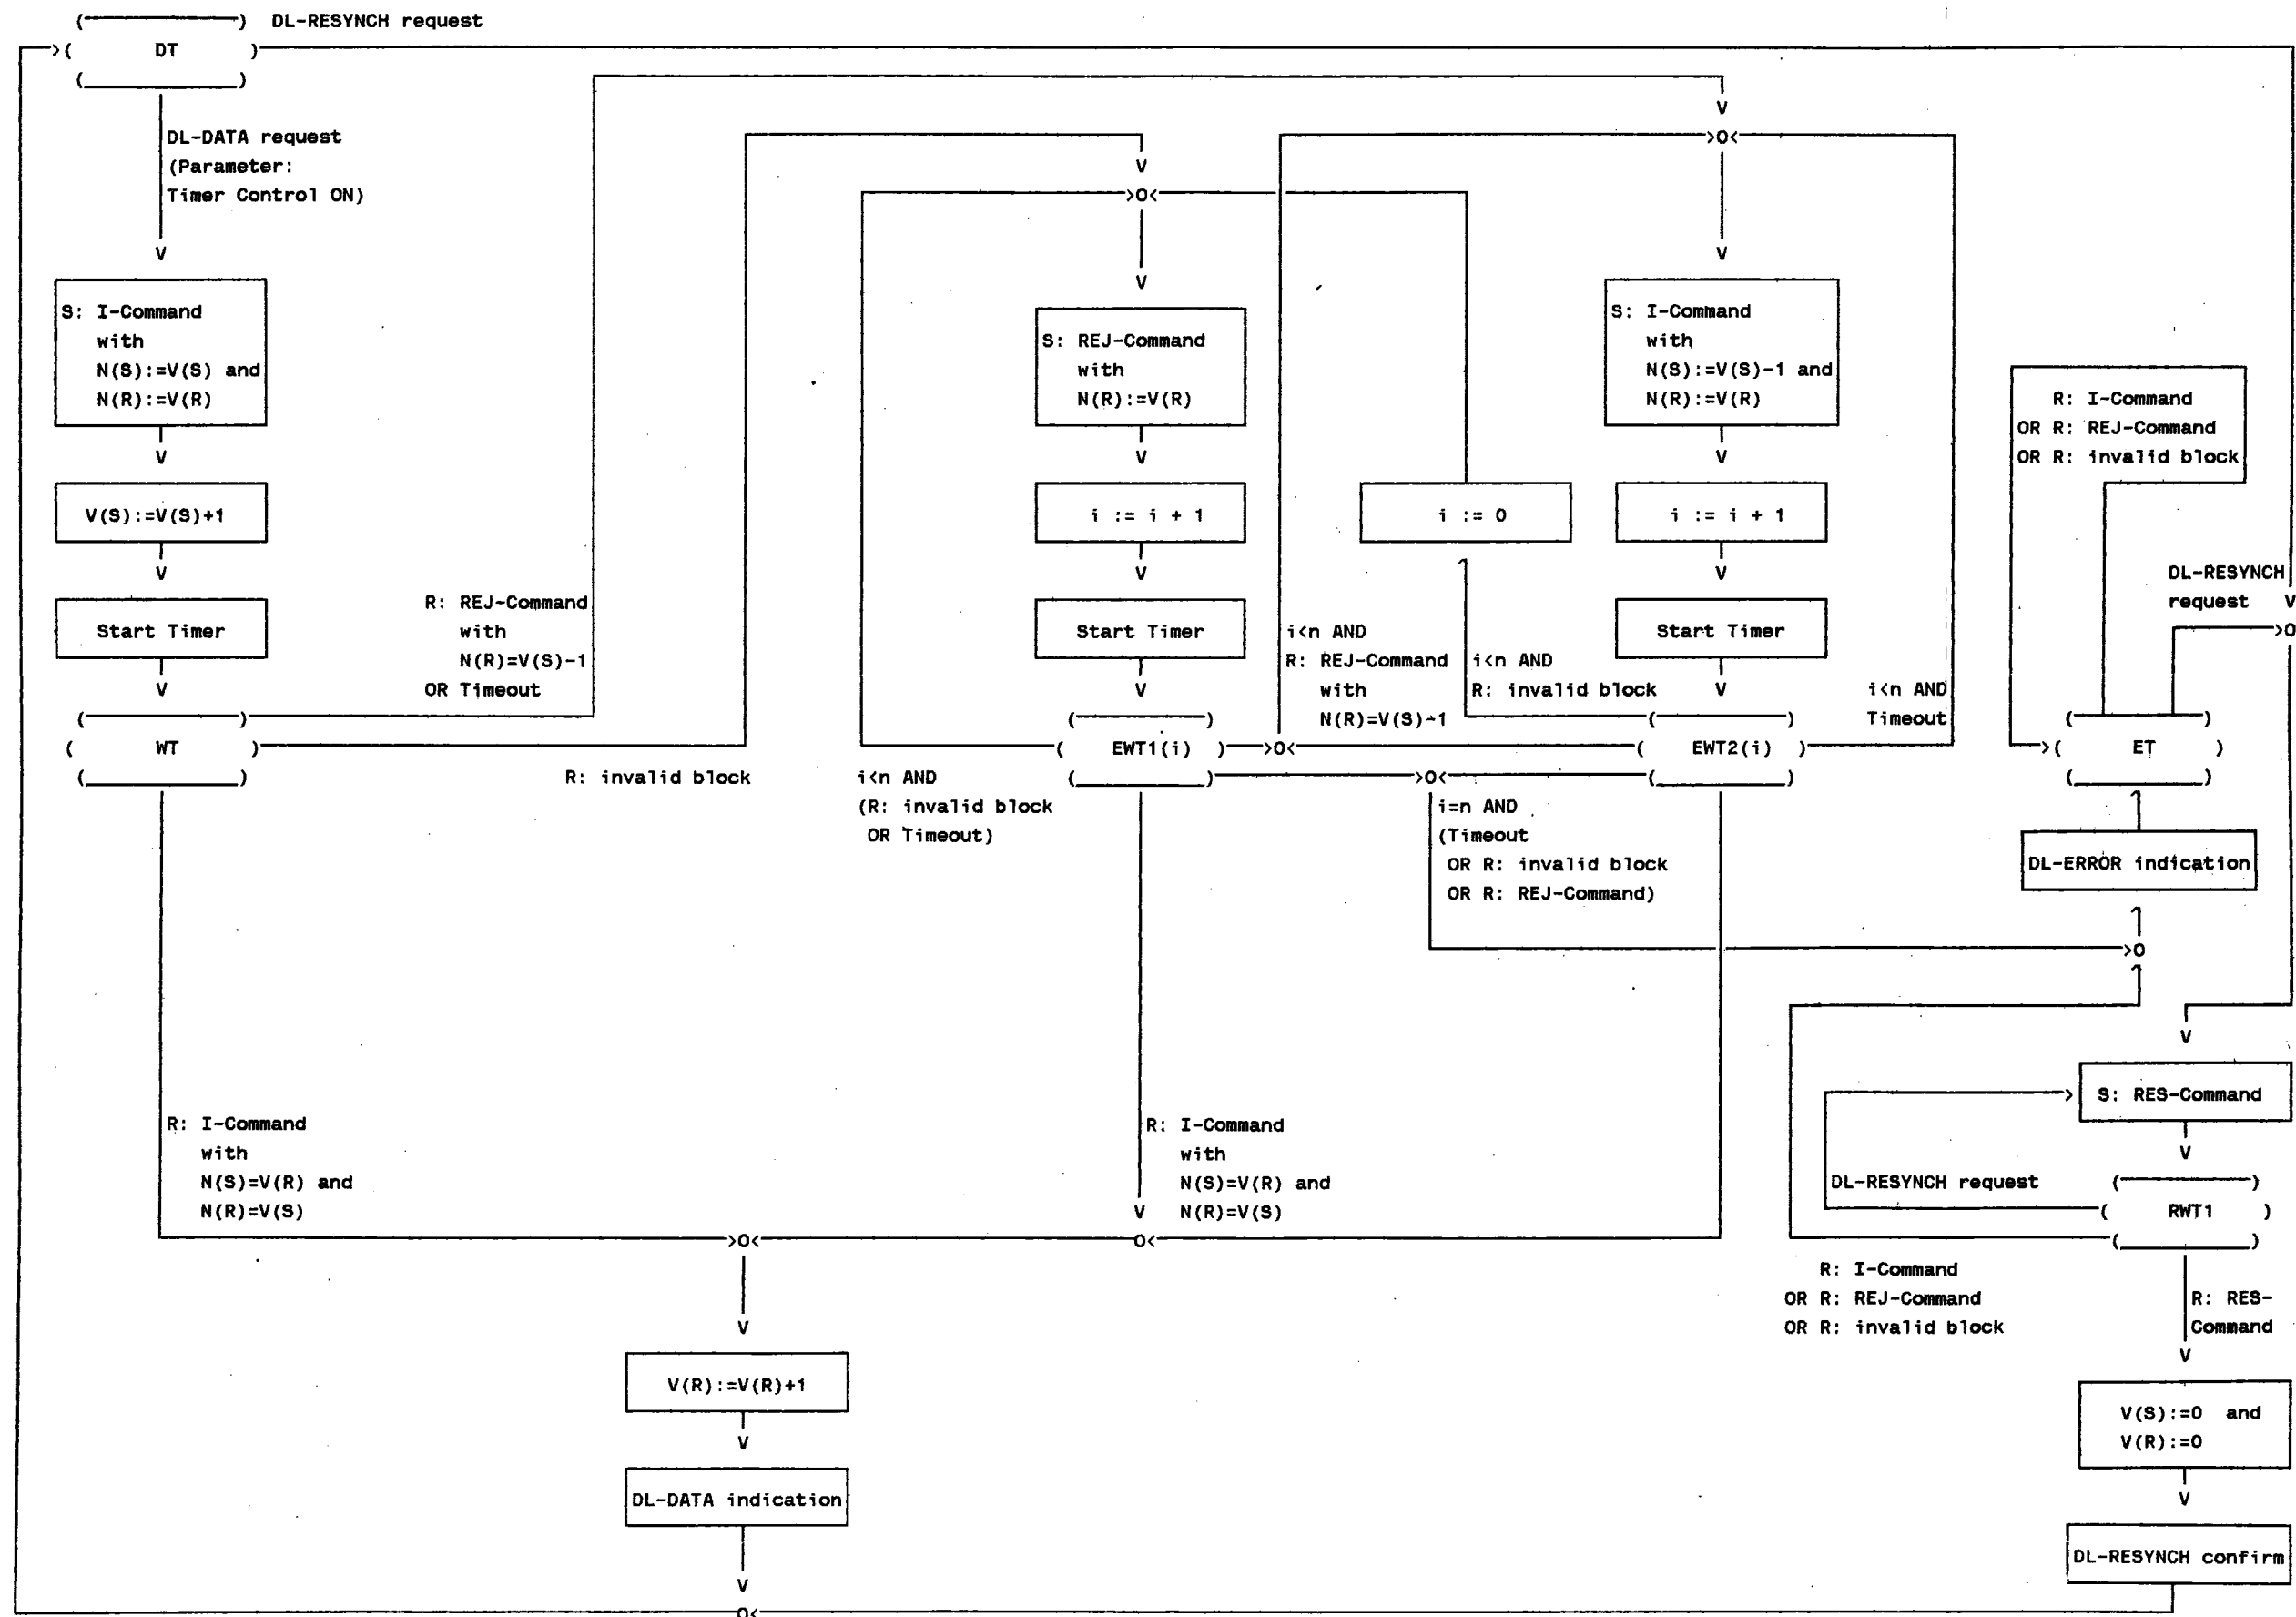 DL-RESYNCH request
DT
DL-DATA request
(Parameter:
Timer Control ON)
S: I-Command
with
N(S):=V(S) and
N(R):=V(R)
V(S):=V(S)+1
Start Timer
R: REJ-Command
with
N(R)=V(S)-1
OR Timeout
WT
R: invalid block
S: REJ-Command
with
N(R):=V(R)
i := i + 1
Start Timer
EWT1(i)
i<n AND
(R: invalid block
OR Timeout)
i := 0
i<n AND
R: REJ-Command
with
N(R)=V(S)-1
i<n AND
R: invalid block
S: I-Command
with
N(S):=V(S)-1 and
N(R):=V(R)
i := i + 1
Start Timer
EWT2(i)
i<n AND
Timeout
i=n AND
(Timeout
OR R: invalid block
OR R: REJ-Command)
R: I-Command
OR R: REJ-Command
OR R: invalid block
DL-RESYNCH
request
ET
DL-ERROR indication
S: RES-Command
DL-RESYNCH request
RWT1
R: I-Command
OR R: REJ-Command
OR R: invalid block
R: RES-
Command
V(S):=0 and
V(R):=0
DL-RESYNCH confirm
R: I-Command
with
N(S)=V(R) and
N(R)=V(S)
R: I-Command
with
N(S)=V(R) and
N(R)=V(S)
V(R):=V(R)+1
DL-DATA indication